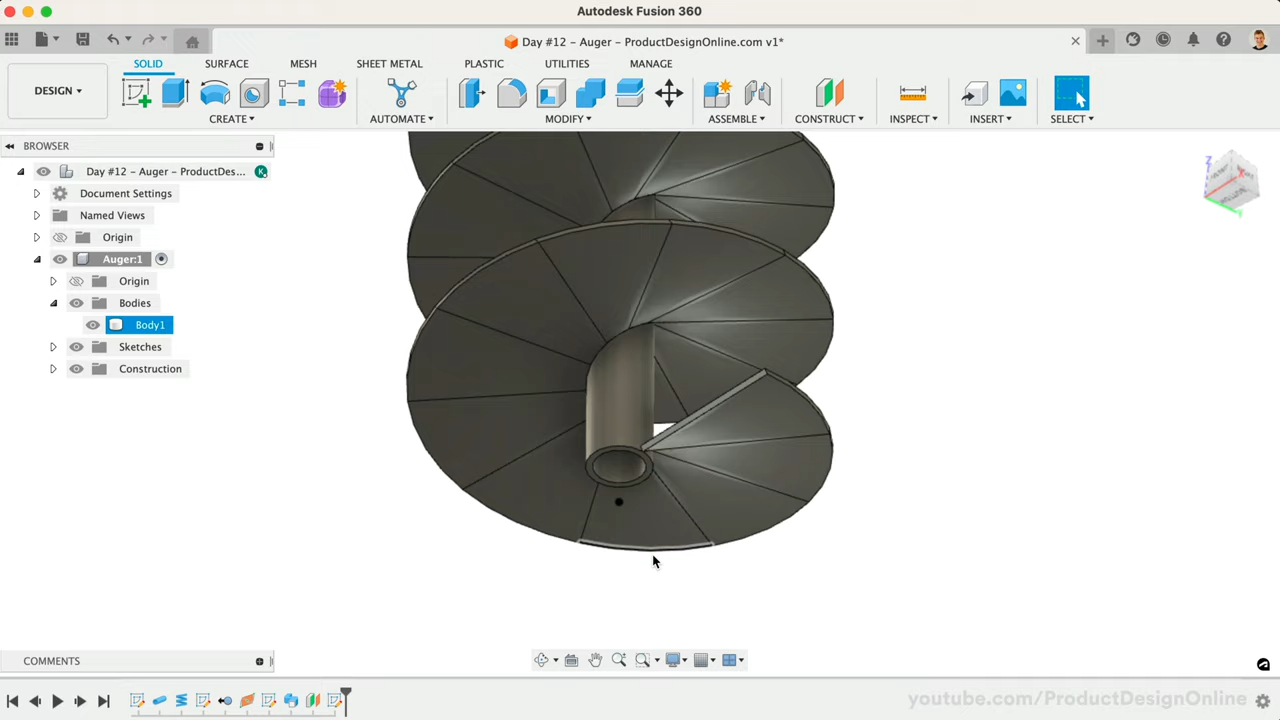 Autodesk Fusion 360
Day #12 – Auger – ProductDesignOnline.com v1*
DESIGN
SOLID
SURFACE
MESH
SHEET METAL
PLASTIC
UTILITIES
MANAGE
CREATE
AUTOMATE
MODIFY
ASSEMBLE
CONSTRUCT
INSPECT
INSERT
SELECT
BROWSER
Day #12 – Auger – ProductDes...
Document Settings
Named Views
Origin
Auger:1
Origin
Bodies
Body1
Sketches
Construction
Z
X
COMMENTS
youtube.com/ProductDesignOnline